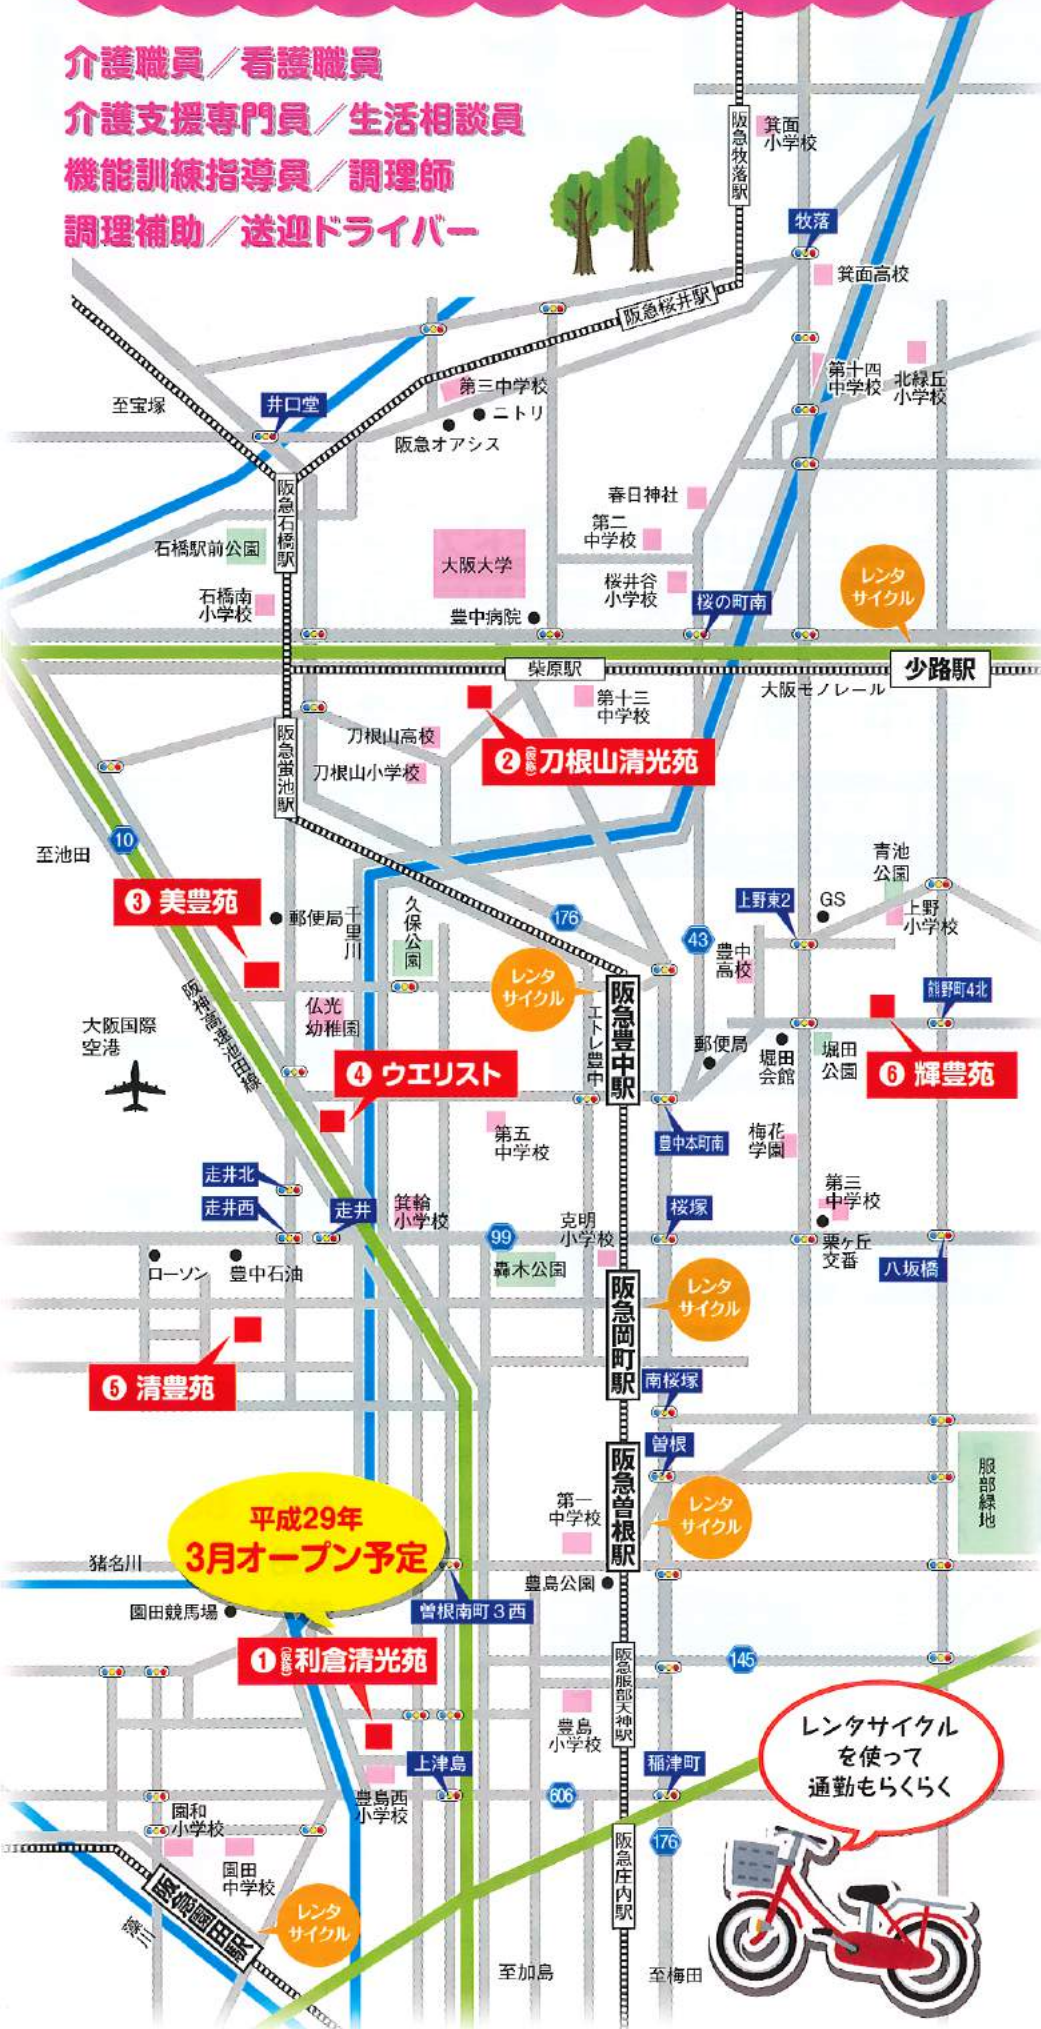 介護職員／看護職員
介護支援専門員／生活相談員
機能訓練指導員／調理師
調理補助／送迎ドライバー
阪急牧落駅
箕面
小学校
牧落
箕面高校
阪急桜井駅
第十四
中学校
北緑丘
小学校
第三中学校
ニトリ
阪急オアシス
至宝塚
井口堂
阪急石橋駅
春日神社
第二
中学校
石橋駅前公園
大阪大学
桜井谷
小学校
レンタ
サイクル
石橋南
小学校
豊中病院
桜の町南
柴原駅
少路駅
大阪モノレール
第十三
中学校
刀根山高校
❷(仮称)刀根山清光苑
阪急蛍池駅
刀根山小学校
10
至池田
青池
公園
❸ 美豊苑
郵便局
千里川
久保公園
176
上野東2
GS
上野
小学校
43
豊中
高校
レンタ
サイクル
阪急豊中駅
エトレ豊中
熊野町4北
阪神高速池田線
仏光
幼稚園
大阪国際
空港
郵便局
堀田
会館
堀田
公園
❹ ウエリスト
❻ 輝豊苑
第五
中学校
豊中本町南
梅花
学園
走井北
走井西
走井
箕輪
小学校
第三
中学校
桜塚
克明
小学校
99
栗ヶ丘
交番
八坂橋
ローソン
豊中石油
轟木公園
阪急岡町駅
レンタ
サイクル
❺ 清豊苑
南桜塚
曽根
阪急曽根駅
服部緑地
平成29年
3月オープン予定
第一
中学校
レンタ
サイクル
猪名川
豊島公園
園田競馬場
曽根南町３西
❶(仮称)利倉清光苑
阪急服部天神駅
145
豊島
小学校
レンタサイクル
を使って
通勤もらくらく
上津島
稲津町
豊島西
小学校
606
園和
小学校
176
阪急庄内駅
園田
中学校
阪急園田駅
藻川
レンタ
サイクル
至加島
至梅田